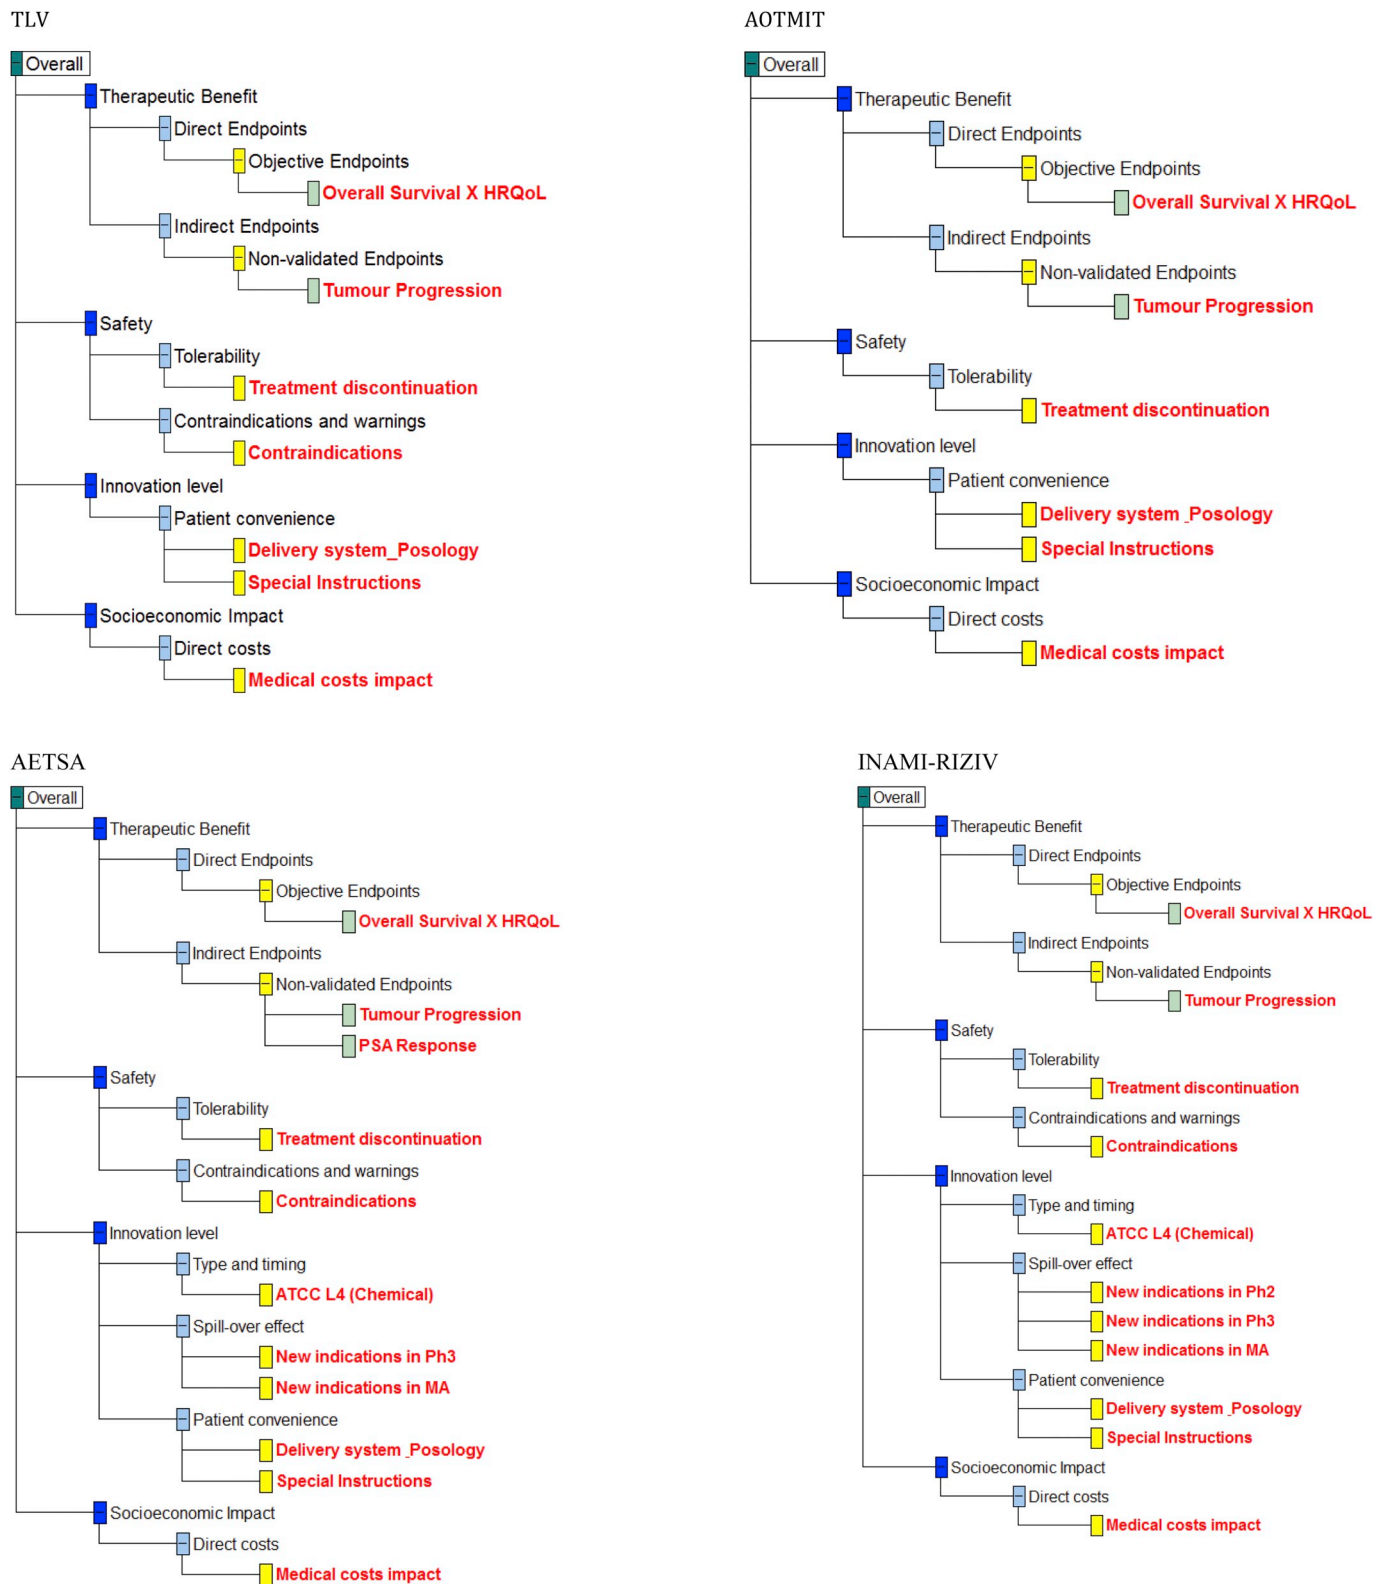 TLV
Overall
Therapeutic Benefit
Direct Endpoints
Objective Endpoints
Overall Survival X HRQoL
Indirect Endpoints
Non-validated Endpoints
Tumour Progression
Safety
Tolerability
Treatment discontinuation
Contraindications and warnings
Contraindications
Innovation level
Patient convenience
Delivery system_Posology
Special Instructions
Socioeconomic Impact
Direct costs
Medical costs impact
AOTMIT
Overall
Therapeutic Benefit
Direct Endpoints
Objective Endpoints
Overall Survival X HRQoL
Indirect Endpoints
Non-validated Endpoints
Tumour Progression
Safety
Tolerability
Treatment discontinuation
Innovation level
Patient convenience
Delivery system_Posology
Special Instructions
Socioeconomic Impact
Direct costs
Medical costs impact
AETSA
Overall
Therapeutic Benefit
Direct Endpoints
Objective Endpoints
Overall Survival X HRQoL
Indirect Endpoints
Non-validated Endpoints
Tumour Progression
PSA Response
Safety
Tolerability
Treatment discontinuation
Contraindications and warnings
Contraindications
Innovation level
Type and timing
ATCC L4 (Chemical)
Spill-over effect
New indications in Ph3
New indications in MA
Patient convenience
Delivery system_Posology
Special Instructions
Socioeconomic Impact
Direct costs
Medical costs impact
INAMI-RIZIV
Overall
Therapeutic Benefit
Direct Endpoints
Objective Endpoints
Overall Survival X HRQoL
Indirect Endpoints
Non-validated Endpoints
Tumour Progression
Safety
Tolerability
Treatment discontinuation
Contraindications and warnings
Contraindications
Innovation level
Type and timing
ATCC L4 (Chemical)
Spill-over effect
New indications in Ph2
New indications in Ph3
New indications in MA
Patient convenience
Delivery system_Posology
Special Instructions
Socioeconomic Impact
Direct costs
Medical costs impact